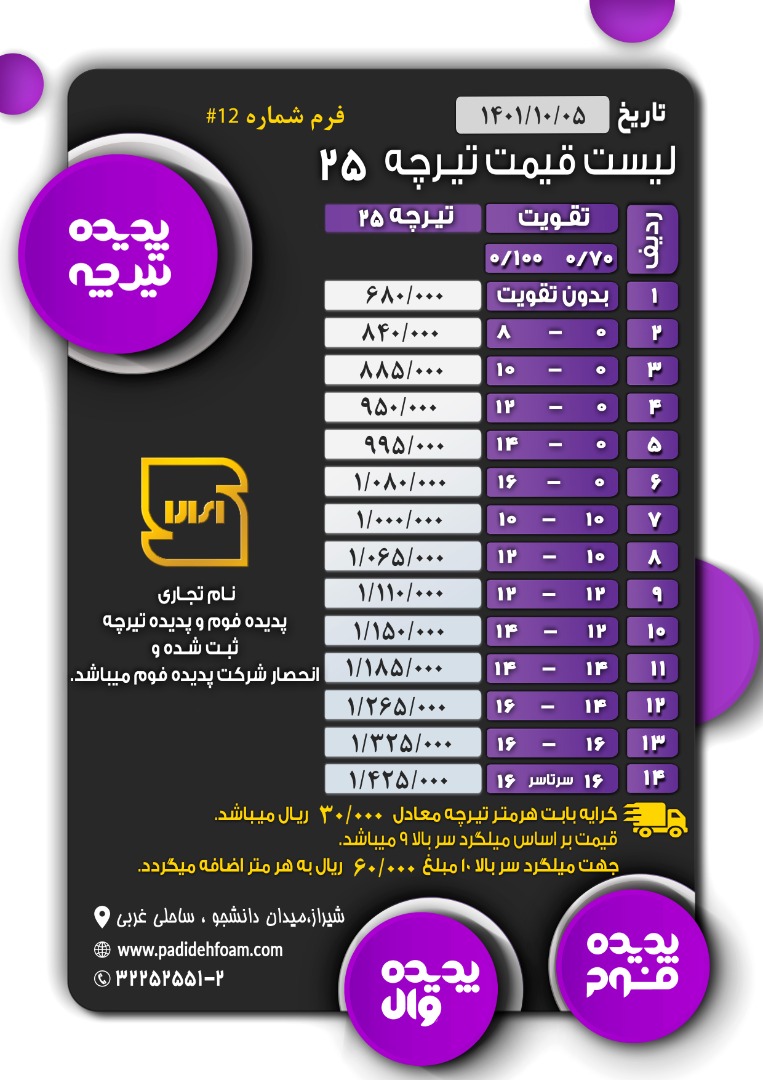 تاریخ ۱۴۰۱/۱۰/۰۵
فرم شماره 12#
لیست قیمت تیرچه ۲۵
پدیده
تیرچه
ردیف تقویت تیرچه ۲۵
۰/۷۰ ۰/۱۰۰
۱ بدون تقویت ۶۸۰/۰۰۰
۲ ۰ – ۸ ۸۴۰/۰۰۰
۳ ۰ – ۱۰ ۸۸۵/۰۰۰
۴ ۰ – ۱۲ ۹۵۰/۰۰۰
۵ ۰ – ۱۴ ۹۹۵/۰۰۰
۶ ۰ – ۱۶ ۱/۰۸۰/۰۰۰
۷ ۱۰ – ۱۰ ۱/۰۰۰/۰۰۰
۸ ۱۰ – ۱۲ ۱/۰۶۵/۰۰۰
۹ ۱۲ – ۱۲ ۱/۱۱۰/۰۰۰
۱۰ ۱۲ – ۱۴ ۱/۱۵۰/۰۰۰
۱۱ ۱۴ – ۱۴ ۱/۱۸۵/۰۰۰
۱۲ ۱۴ – ۱۶ ۱/۲۶۵/۰۰۰
۱۳ ۱۶ – ۱۶ ۱/۳۲۵/۰۰۰
۱۴ ۱۶ سرتاسر ۱۶ ۱/۴۲۵/۰۰۰
نام تجاری
پدیده فوم و پدیده تیرچه
ثبت شده و
انحصار شرکت پدیده فوم میباشد.
کرایه بابت هرمتر تیرچه معادل ۳۰/۰۰۰ ریال میباشد.
قیمت بر اساس میلگرد سر بالا ۹ میباشد.
جهت میلگرد سر بالا ۱۰ مبلغ ۶۰/۰۰۰ ریال به هر متر اضافه میگردد.
شیراز،میدان دانشجو ، ساحلی غربی
www.padidehfoam.com
۳۲۲۵۲۵۵۱-۲
پدیده
وال
پدیده
فوم